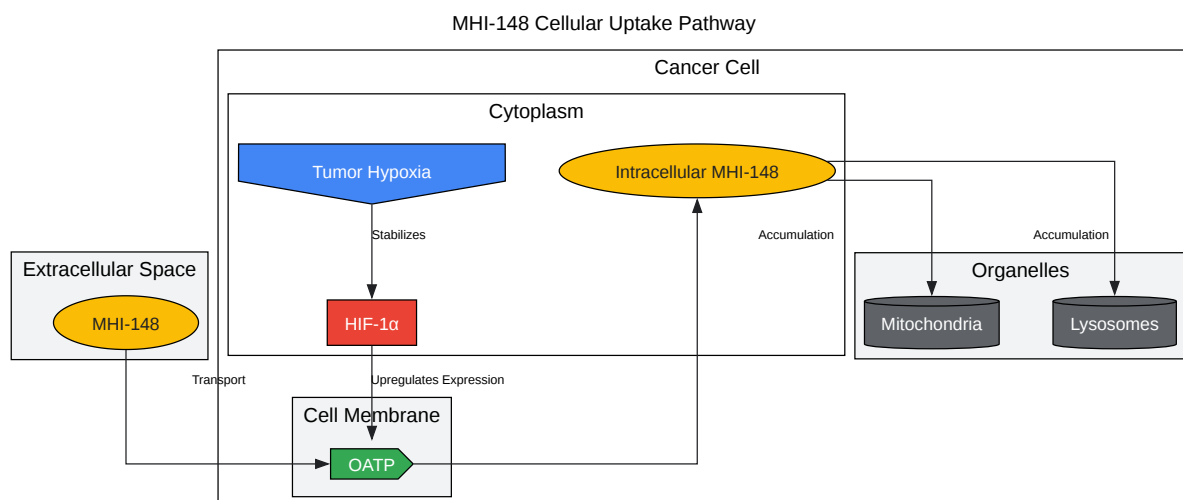 MHI-148 Cellular Uptake Pathway
Cancer Cell
Cytoplasm
Tumor Hypoxia
Intracellular MHI-148
Stabilizes
Accumulation
Accumulation
Extracellular Space
Organelles
MHI-148
HIF-1α
Mitochondria
Lysosomes
Transport
Upregulates Expression
Cell Membrane
OATP